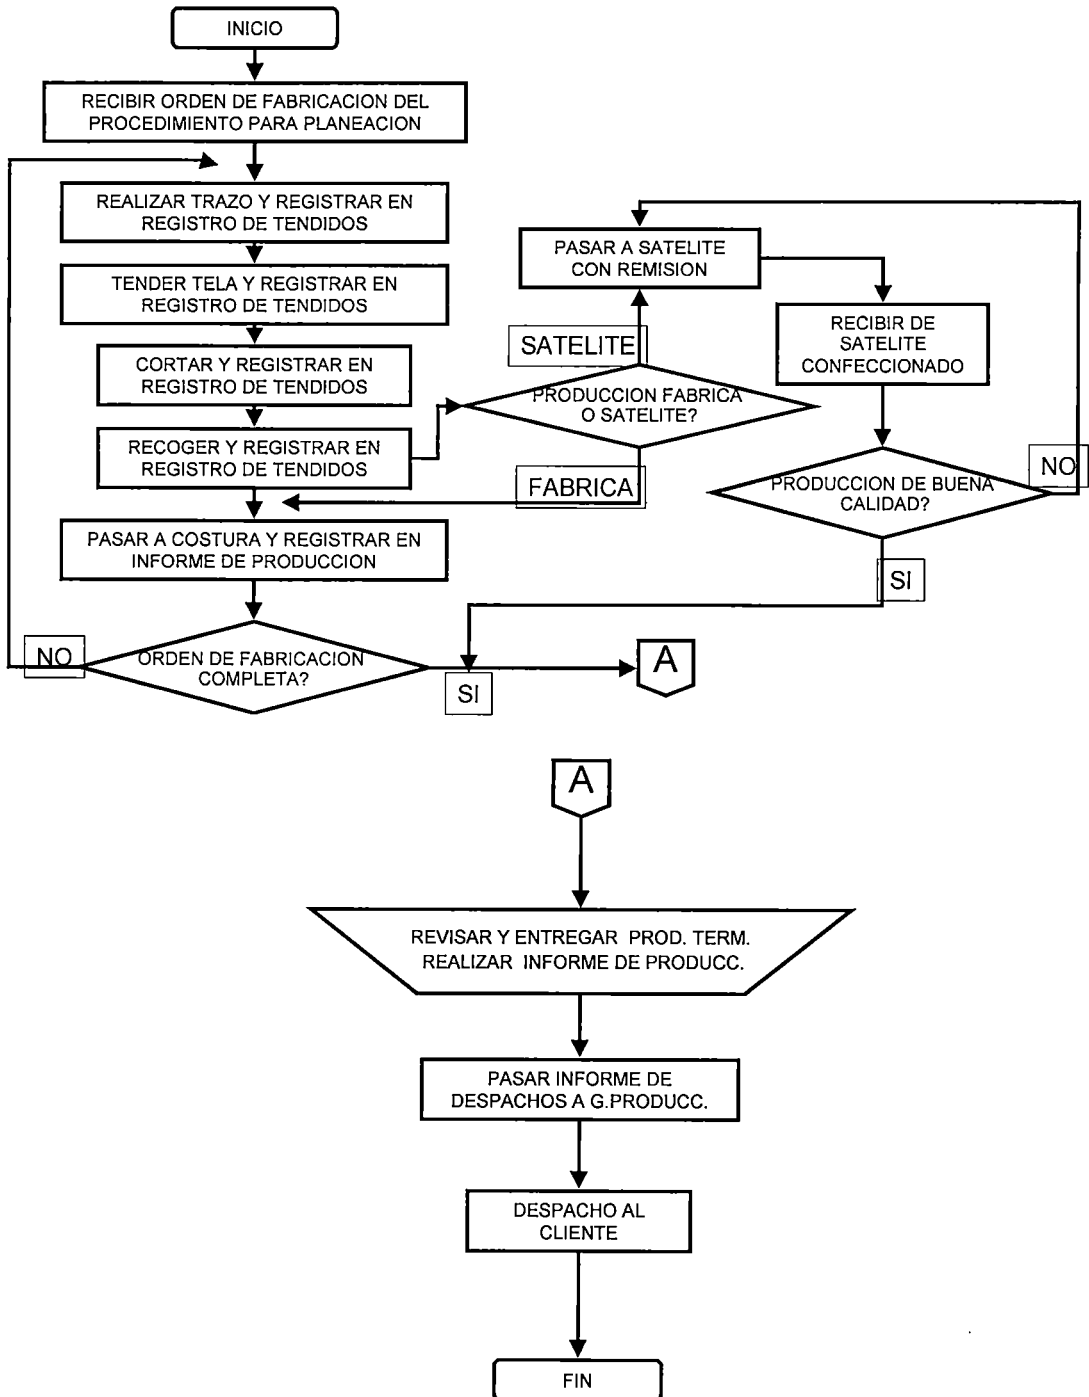 INICIO
RECIBIR ORDEN DE FABRICACION DEL
PROCEDIMIENTO PARA PLANEACION
REALIZAR TRAZO Y REGISTRAR EN
REGISTRO DE TENDIDOS
TENDER TELA Y REGISTRAR EN
REGISTRO DE TENDIDOS
CORTAR Y REGISTRAR EN
REGISTRO DE TENDIDOS
RECOGER Y REGISTRAR EN
REGISTRO DE TENDIDOS
PRODUCCION FABRICA
O SATELITE?
SATELITE
PASAR A SATELITE
CON REMISION
RECIBIR DE
SATELITE
CONFECCIONADO
PRODUCCION DE BUENA
CALIDAD?
NO
SI
FABRICA
PASAR A COSTURA Y REGISTRAR EN
INFORME DE PRODUCCION
ORDEN DE FABRICACION
COMPLETA?
NO
SI
A
A
REVISAR Y ENTREGAR PROD. TERM.
REALIZAR INFORME DE PRODUCC.
PASAR INFORME DE
DESPACHOS A G.PRODUCC.
DESPACHO AL
CLIENTE
FIN